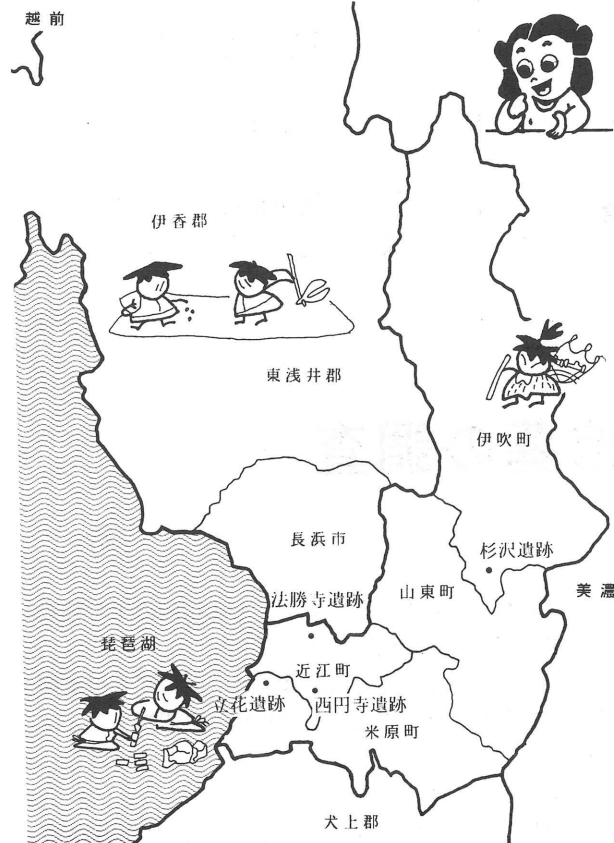 越前
伊香郡
東浅井郡
伊吹町
長浜市
杉沢遺跡
山東町
美濃
法勝寺遺跡
琵琶湖
近江町
立花遺跡
西円寺遺跡
米原町
犬上郡